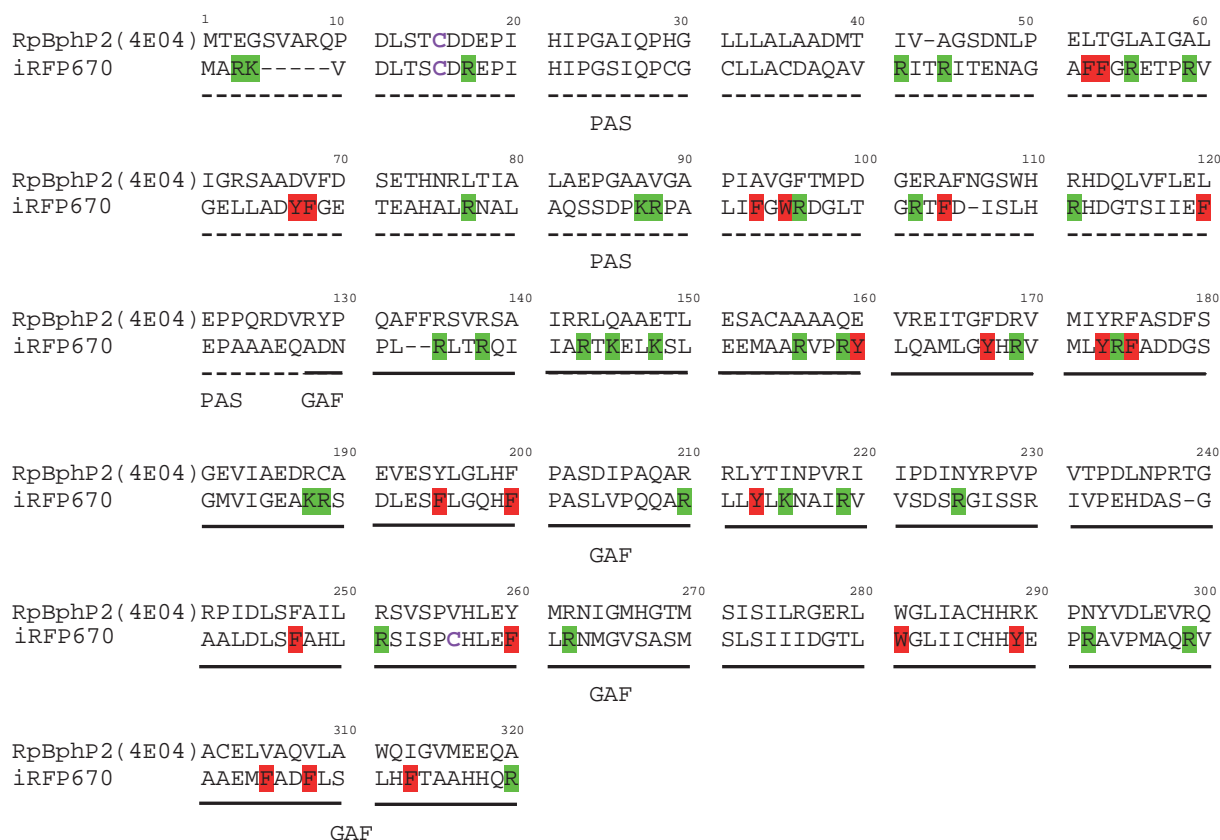 1 10 20 30 40 50 60
RpBphP2(4E04) MTEGSVARQP DLSTCDDEPI HIPGAIQPHG LLLALAADMT IV-AGSDNLP ELTGLAIGAL
iRFP670 MARK-----V DLTSCDREPI HIPGSIQPCG CLLACDAQAV RITRITENAG AFFGRETPRV
PAS
70 80 90 100 110 120
RpBphP2(4E04) IGRSAADVFD SETHNRLTIA LAEPGAAVGA PIAVGFTMPD GERAFNGSWH RHDQLVFLEL
iRFP670 GELLADYFGE TEAHALRNAL AQSSDPKRPA LIFGWRDGLT GRTFD-ISLH RHDGTSIIEF
PAS
130 140 150 160 170 180
RpBphP2(4E04) EPPQRDVRYP QAFFRSVRSA IRRLQAAETL ESACAAAAQE VREITGFDRV MIYRFASDFS
iRFP670 EPAAAEQADN PL--RLTRQI IARTKELKSL EEMAARVPRY LQAMLGYHRV MLYRFADDGS
PAS GAF
190 200 210 220 230 240
RpBphP2(4E04) GEVIAEDRCA EVESYLGLHF PASDIPAQAR RLYTINPVRI IPDINYRPVP VTPDLNPRTG
iRFP670 GMVIGEAKRS DLESFLGQHF PASLVPQQAR LLYLKNAIRV VSDSRGISSR IVPEHDAS-G
GAF
250 260 270 280 290 300
RpBphP2(4E04) RPIDLSFAIL RSVSPVHLEY MRNIGMHGTM SISILRGERL WGLIACHHRK PNYVDLEVRQ
iRFP670 AALDLSFAHL RSISPCHLEF LRNMGVSASM SLSIIIDGTL WGLIICHHYE PRAVPMAQRV
GAF
310 320
RpBphP2(4E04) ACELVAQVLA WQIGVMEEQA
iRFP670 AAEMFADFLS LHFTAAHHQR
GAF